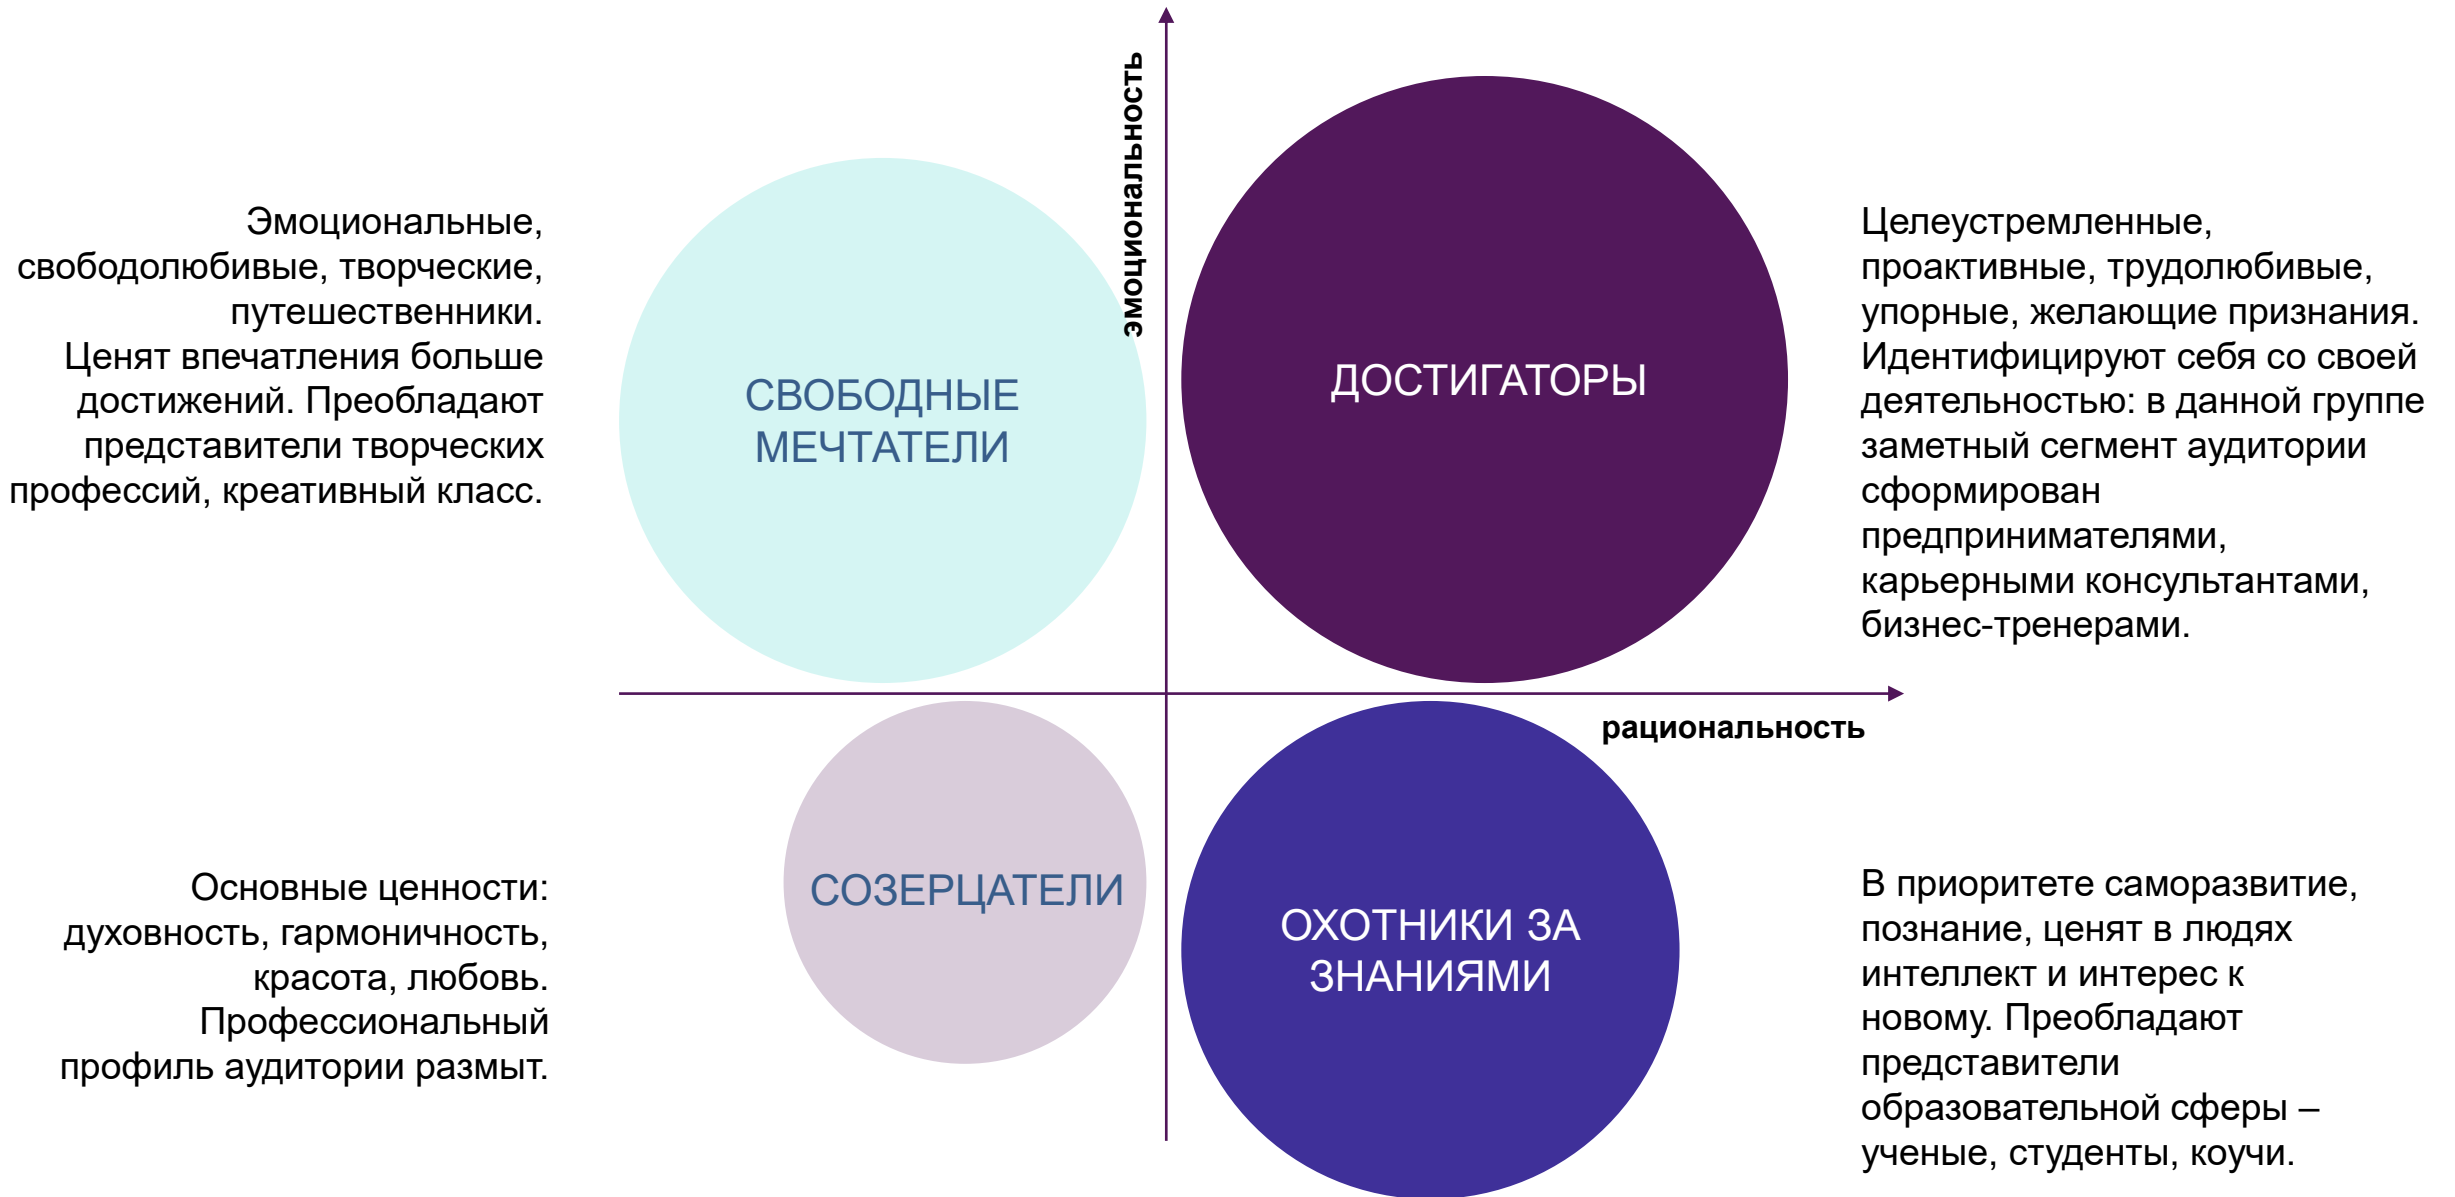 эмоциональность
Эмоциональные,
свободолюбивые, творческие,
путешественники.
Ценят впечатления больше
достижений. Преобладают
представители творческих
профессий, креативный класс.
СВОБОДНЫЕ
МЕЧТАТЕЛИ
ДОСТИГАТОРЫ
Целеустремленные,
проактивные, трудолюбивые,
упорные, желающие признания.
Идентифицируют себя со своей
деятельностью: в данной группе
заметный сегмент аудитории
сформирован
предпринимателями,
карьерными консультантами,
бизнес-тренерами.
рациональность
Основные ценности:
духовность, гармоничность,
красота, любовь.
Профессиональный
профиль аудитории размыт.
СОЗЕРЦАТЕЛИ
ОХОТНИКИ ЗА
ЗНАНИЯМИ
В приоритете саморазвитие,
познание, ценят в людях
интеллект и интерес к
новому. Преобладают
представители
образовательной сферы –
ученые, студенты, коучи.